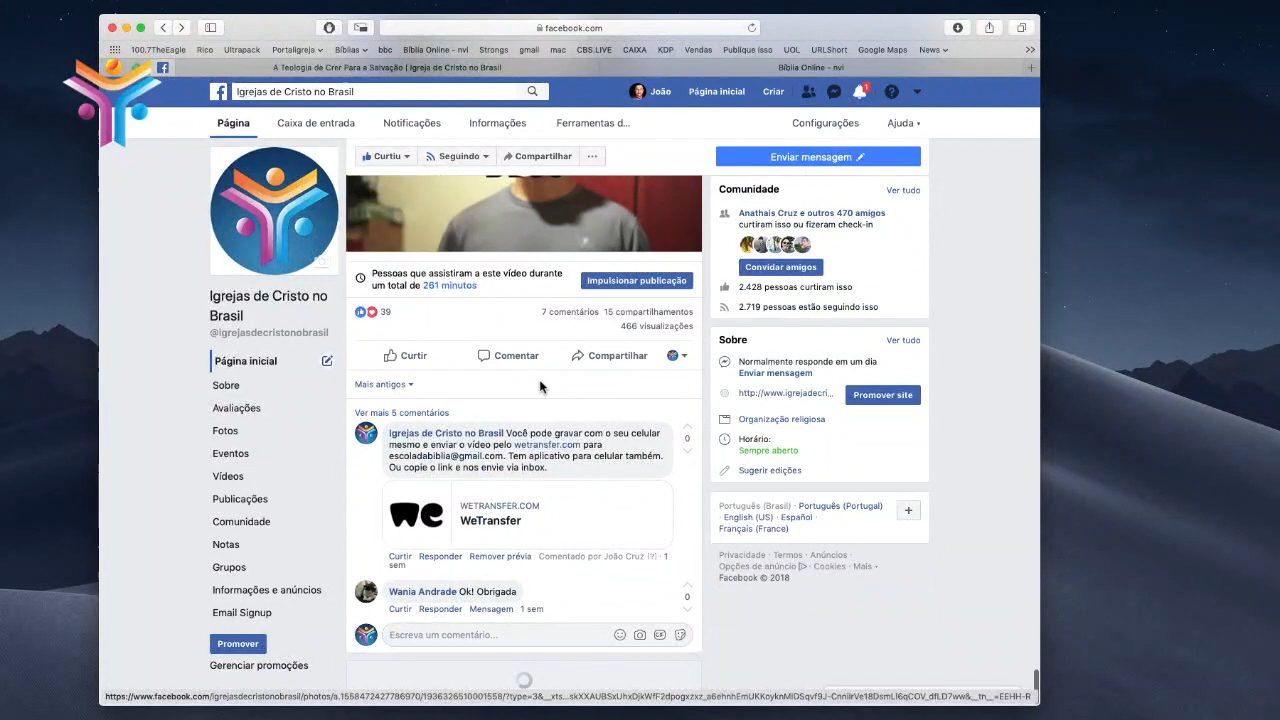 facebook.com
100.7TheEagle Rico Ultrapack PortaIgreja Bíblias bbc Bíblia Online - nvi Strongs gmail mac CBS.LIVE CAIXA KDP Vendas Publique isso UOL URLShort Google Maps News
A Teologia de Crer Para a Salvação | Igreja de Cristo no Brasil Bíblia Online - nvi
Igrejas de Cristo no Brasil João Página inicial Criar 1
Página Caixa de entrada Notificações Informações Ferramentas d... Configurações Ajuda
Curtiu Seguindo Compartilhar ... Enviar mensagem
Igrejas de Cristo no
Brasil
@igrejasdecristonobrasil
Página inicial
Sobre
Avaliações
Fotos
Eventos
Vídeos
Publicações
Comunidade
Notas
Grupos
Informações e anúncios
Email Signup
Promover
Gerenciar promoções
Pessoas que assistiram a este vídeo durante
um total de 261 minutos
Impulsionar publicação
39 7 comentários 15 compartilhamentos
466 visualizações
Curtir Comentar Compartilhar
Mais antigos
Ver mais 5 comentários
Igrejas de Cristo no Brasil Você pode gravar com o seu celular
mesmo e enviar o vídeo pelo wetransfer.com para
escoladabiblia@gmail.com. Tem aplicativo para celular também.
Ou copie o link e nos envie via inbox.
0
we
WETRANSFER.COM
WeTransfer
Curtir Responder Remover prévia Comentado por João Cruz [?] · 1
sem
Wania Andrade Ok! Obrigada
0
Curtir Responder Mensagem 1 sem
Escreva um comentário...
GIF
Comunidade Ver tudo
Anathais Cruz e outros 470 amigos
curtiram isso ou fizeram check-in
Convidar amigos
2.428 pessoas curtiram isso
2.719 pessoas estão seguindo isso
Sobre Ver tudo
Normalmente responde em um dia
Enviar mensagem
http://www.igrejadecri... Promover site
Organização religiosa
Horário:
Sempre aberto
Sugerir edições
Português (Brasil) · Português (Portugal)
· English (US) · Español ·
Français (France)
+
Privacidade · Termos · Anúncios ·
Opções de anúncio · Cookies · Mais
Facebook © 2018